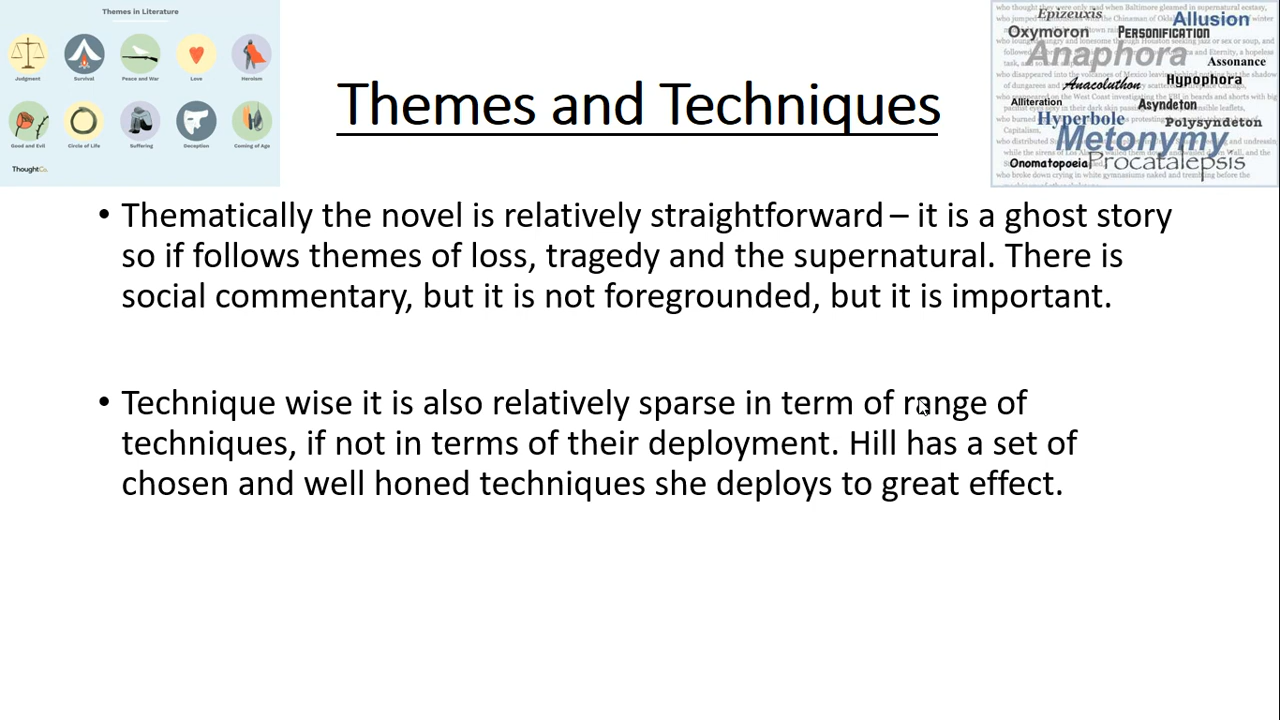 Themes in Literature
Judgment
Survival
Peace and War
Love
Heroism
Good and Evil
Circle of Life
Suffering
Deception
Coming of Age
ThoughtCo.
Themes and Techniques
Epizeuxis
Allusion
Oxymoron
Personification
Anaphora
Assonance
Anacoluthon
Hypophora
Alliteration
Asyndeton
Hyperbole
Polysyndeton
Metonymy
Onomatopoeia
Procatalepsis
• Thematically the novel is relatively straightforward – it is a ghost story
so if follows themes of loss, tragedy and the supernatural. There is
social commentary, but it is not foregrounded, but it is important.
• Technique wise it is also relatively sparse in term of range of
techniques, if not in terms of their deployment. Hill has a set of
chosen and well honed techniques she deploys to great effect.